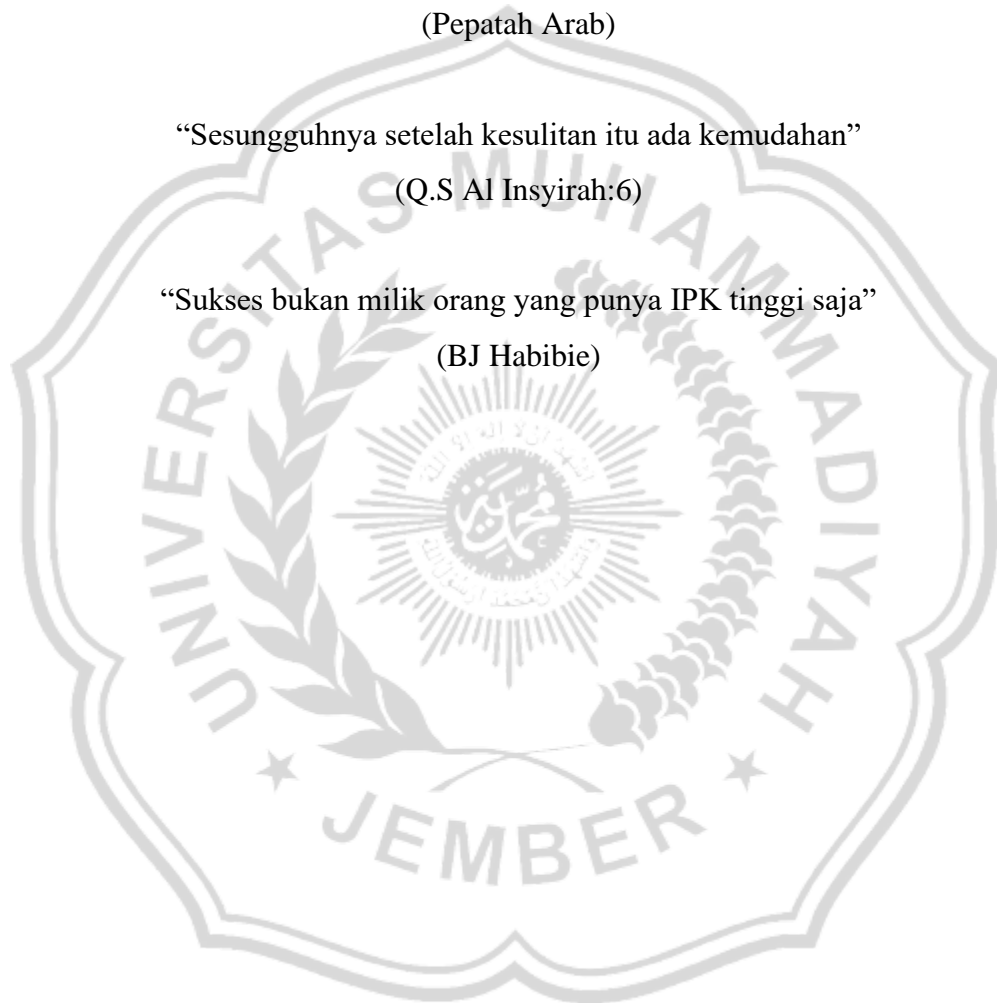 (Pepatah Arab)
“Sesungguhnya setelah kesulitan itu ada kemudahan”
(Q.S Al Insyirah:6)
“Sukses bukan milik orang yang punya IPK tinggi saja”
(BJ Habibie)
UNIVERSITAS MUHAMMADIYAH
JEMBER